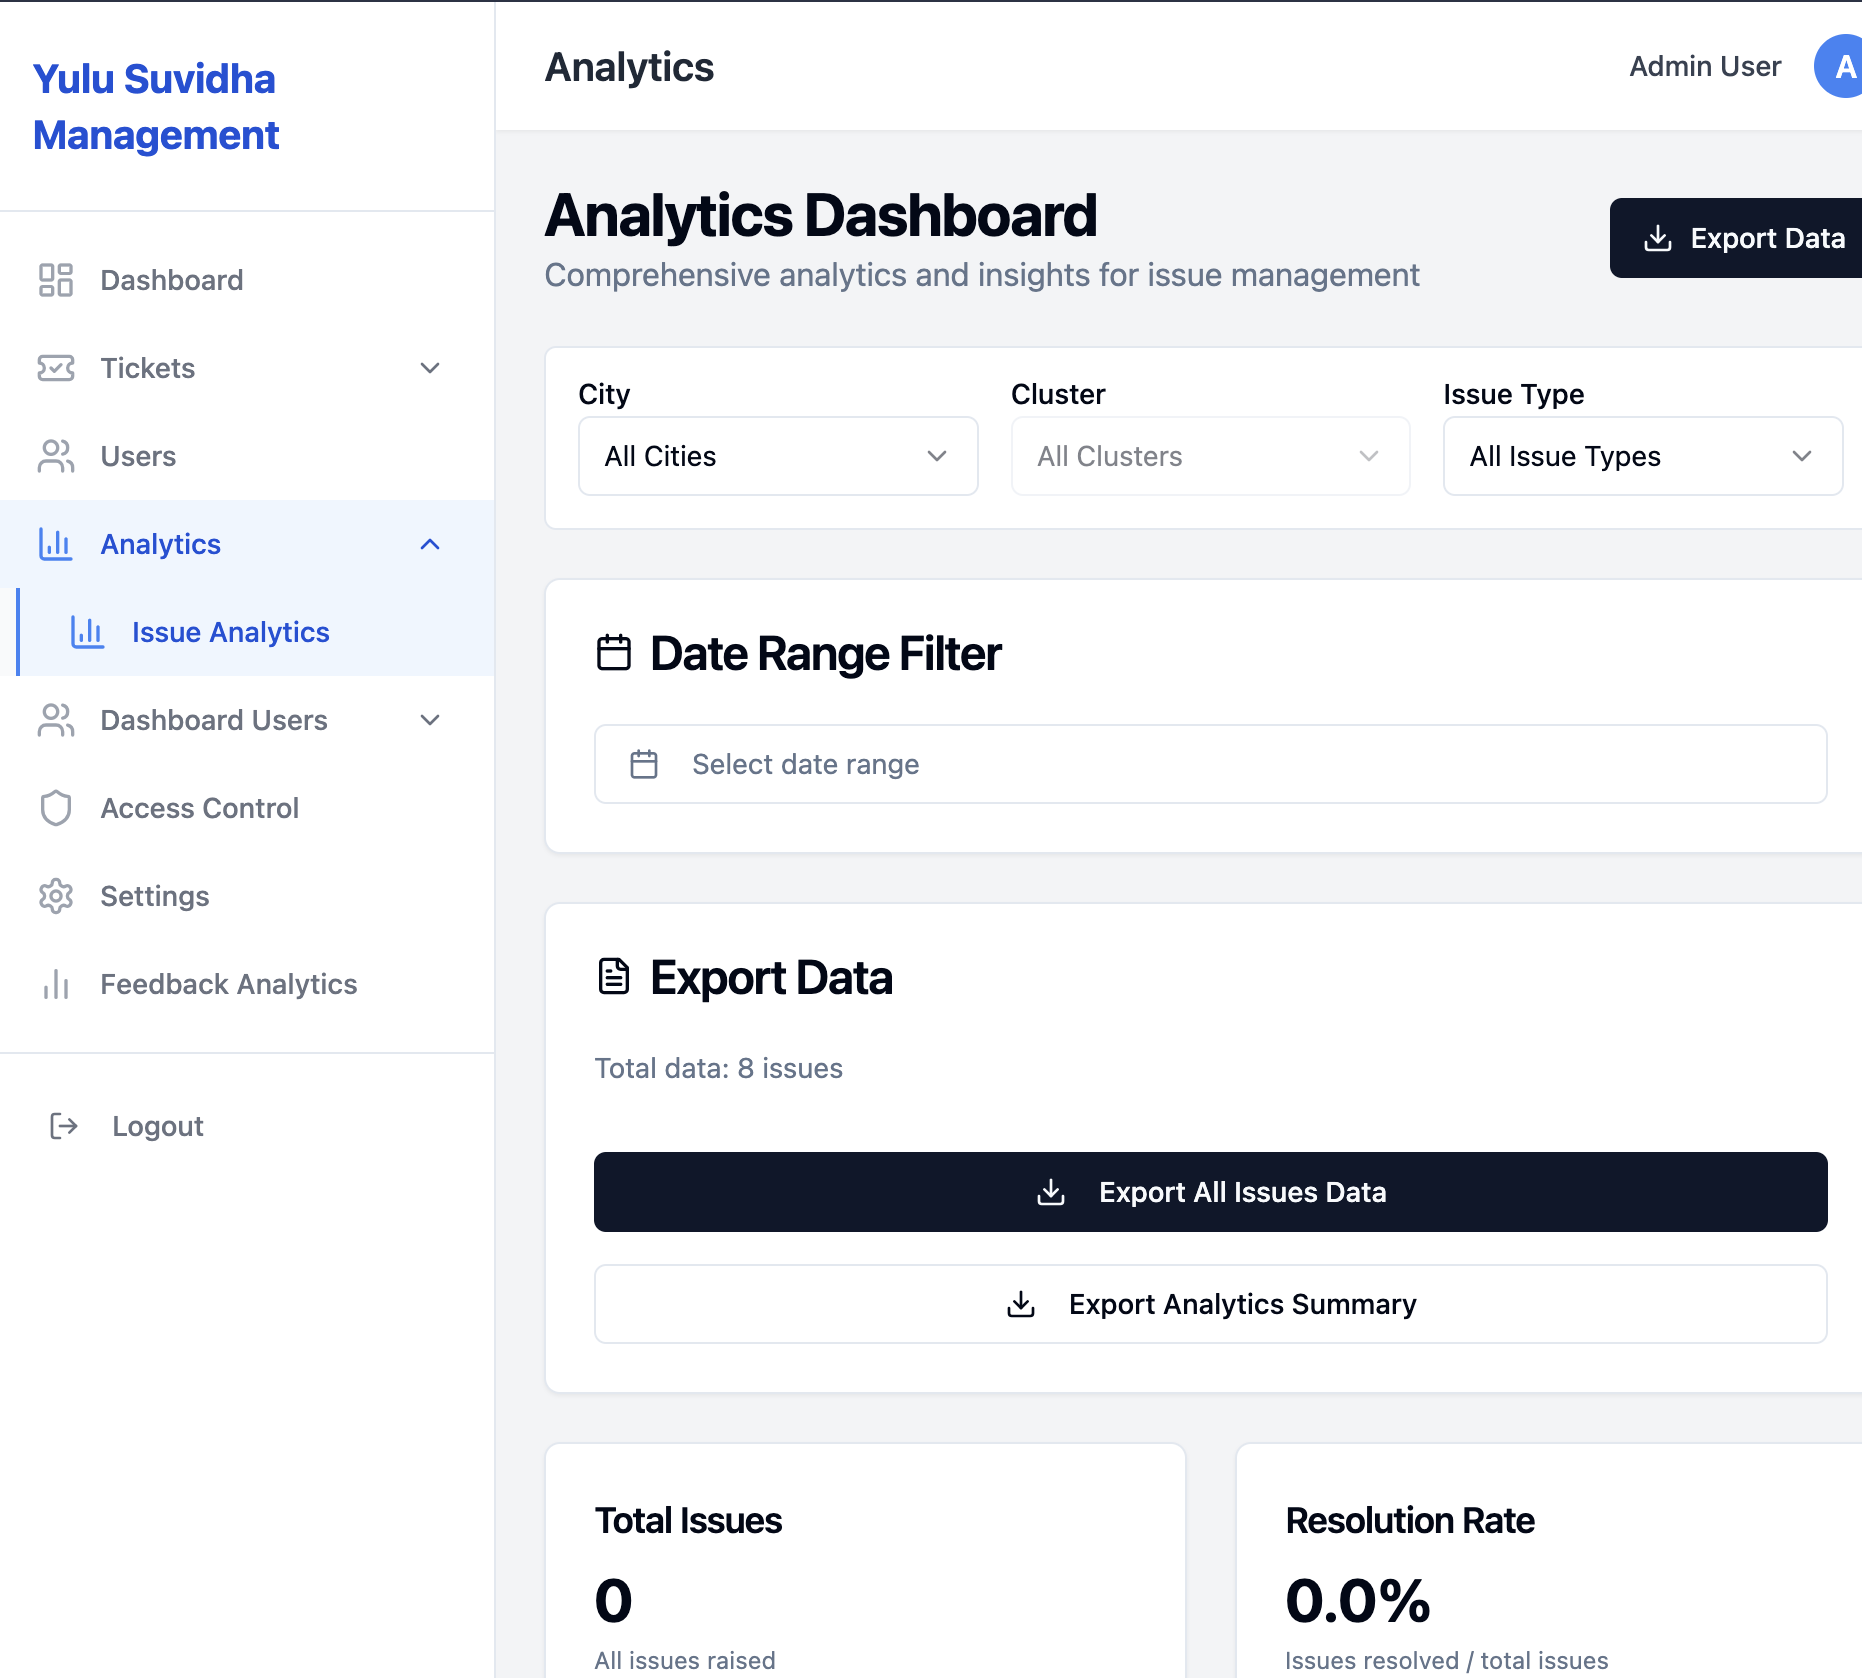 Yulu Suvidha
Management
Dashboard
Tickets
Users
Analytics
Issue Analytics
Dashboard Users
Access Control
Settings
Feedback Analytics
Logout
Analytics
Admin User
A
Analytics Dashboard
Comprehensive analytics and insights for issue management
Export Data
City
Cluster
Issue Type
All Cities
All Clusters
All Issue Types
Date Range Filter
Select date range
Export Data
Total data: 8 issues
Export All Issues Data
Export Analytics Summary
Total Issues
0
All issues raised
Resolution Rate
0.0%
Issues resolved / total issues